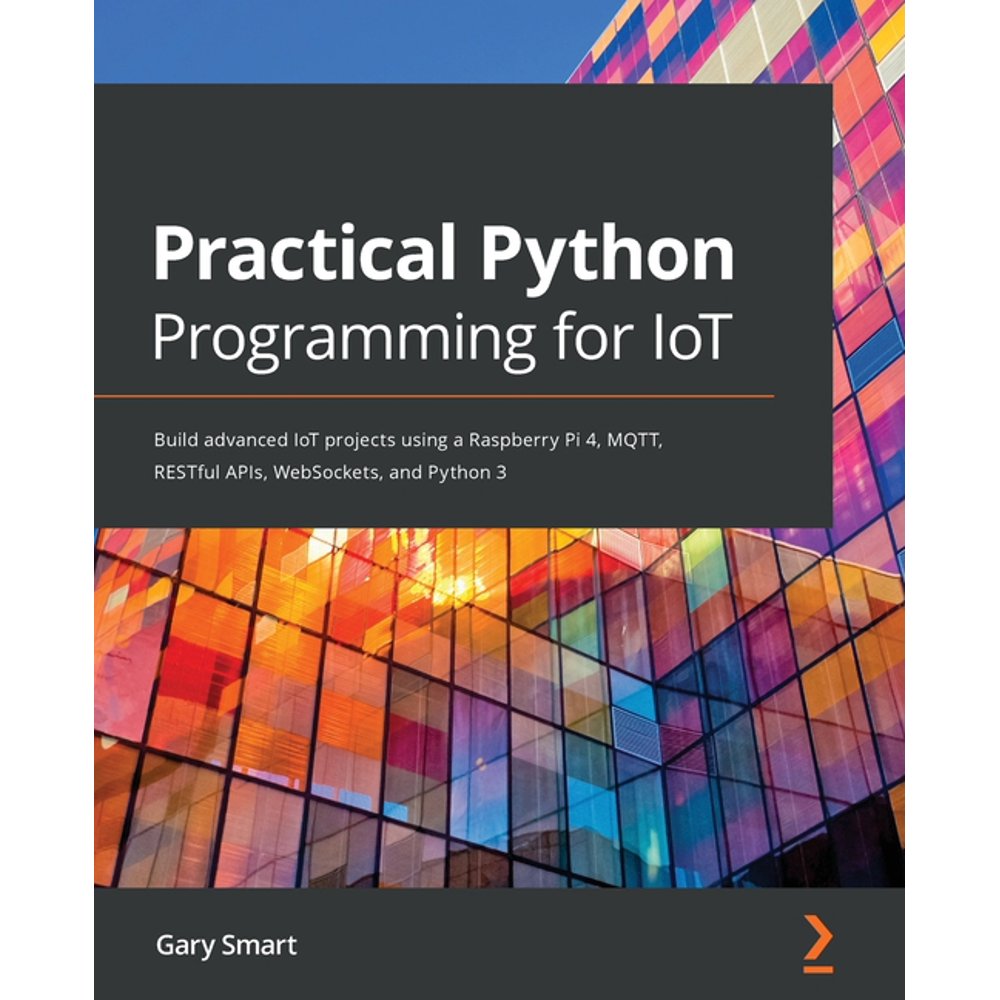 Practical Python
Programming for IoT
Build advanced IoT projects using a Raspberry Pi 4, MQTT,
RESTful APIs, WebSockets, and Python 3
Gary Smart